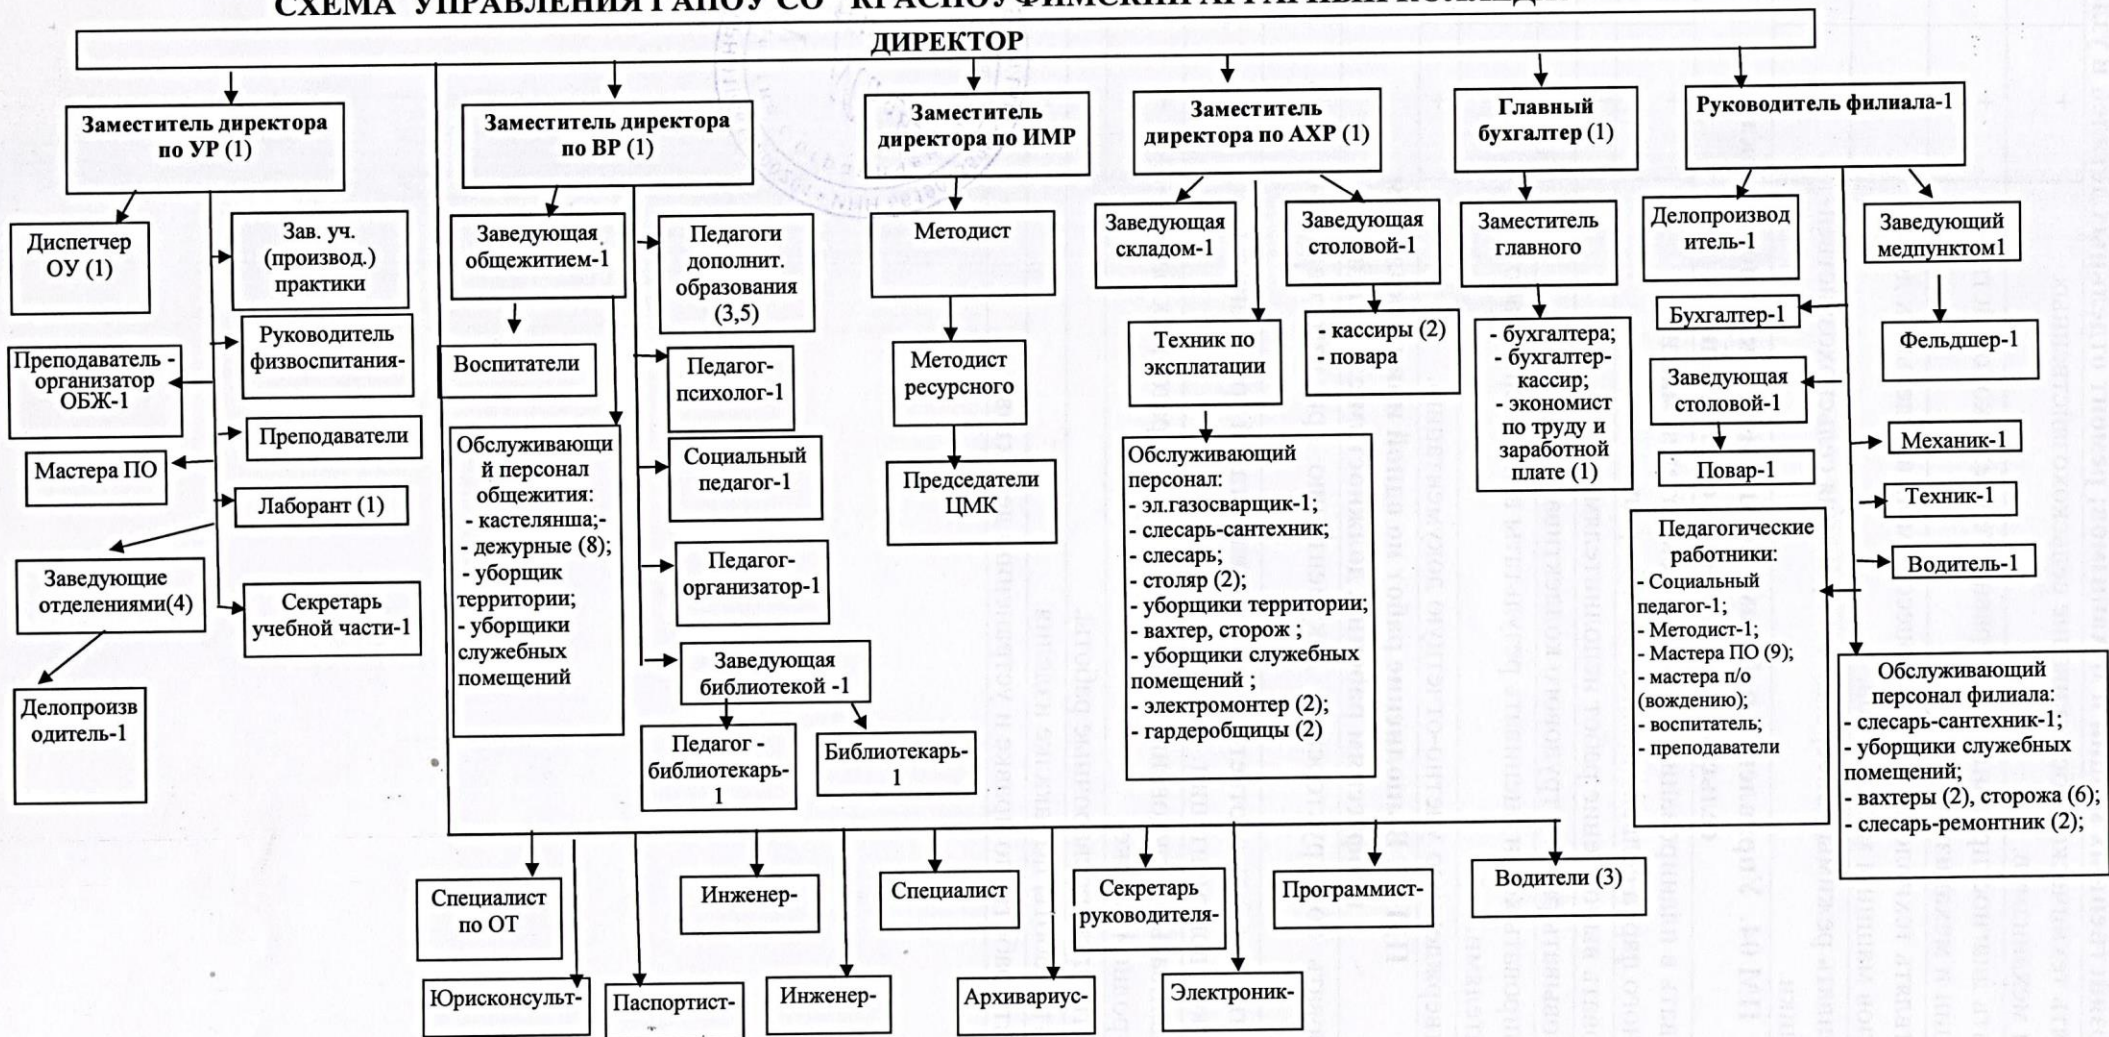 СХЕМА УПРАВЛЕНИЯ ГАПОУ СО "КРАСНОУФИМСКИЙ АГРАРНЫЙ КОЛЛЕДЖ"
ДИРЕКТОР
Заместитель директора
по УР (1)
Диспетчер
ОУ (1)
Зав. уч.
(производ.)
практики
Преподаватель -
организатор
ОБЖ-1
Руководитель
физвоспитания-
Преподаватели
Мастера ПО
Лаборант (1)
Заведующие
отделениями(4)
Секретарь
учебной части-1
Делопроизв
одитель-1
Заместитель директора
по ВР (1)
Заведующая
общежитием-1
Воспитатели
Обслуживающи
й персонал
общежития:
- кастелянша;-
- дежурные (8);
- уборщик
территории;
- уборщики
служебных
помещений
Педагоги
дополнит.
образования
(3,5)
Педагог-
психолог-1
Социальный
педагог-1
Педагог-
организатор-1
Заведующая
библиотекой -1
Педагог -
библиотекарь-
1
Библиотекарь-
1
Заместитель
директора по ИМР
Методист
Методист
ресурсного
Председатели
ЦМК
Заместитель
директора по АХР (1)
Заведующая
складом-1
Заведующая
столовой-1
Техник по
эксплатации
- кассиры (2)
- повара
Обслуживающий
персонал:
- эл.газосварщик-1;
- слесарь-сантехник;
- слесарь;
- столяр (2);
- уборщики территории;
- вахтер, сторож ;
- уборщики служебных
помещений ;
- электромонтер (2);
- гардеробщицы (2)
Главный
бухгалтер (1)
Заместитель
главного
- бухгалтера;
- бухгалтер-
кассир;
- экономист
по труду и
заработной
плате (1)
Руководитель филиала-1
Делопроизвод
итель-1
Заведующий
медпунктом1
Бухгалтер-1
Фельдшер-1
Заведующая
столовой-1
Повар-1
Механик-1
Техник-1
Водитель-1
Педагогические
работники:
- Социальный
педагог-1;
- Методист-1;
- Мастера ПО (9);
- мастера п/о
(вождению);
- воспитатель;
- преподаватели
Обслуживающий
персонал филиала:
- слесарь-сантехник-1;
- уборщики служебных
помещений;
- вахтеры (2), сторожа (6);
- слесарь-ремонтник (2);
Специалист
по ОТ
Инженер-
Специалист
Секретарь
руководителя-
Программист-
Водители (3)
Юрисконсульт-
Паспортист-
Инженер-
Архивариус-
Электроник-